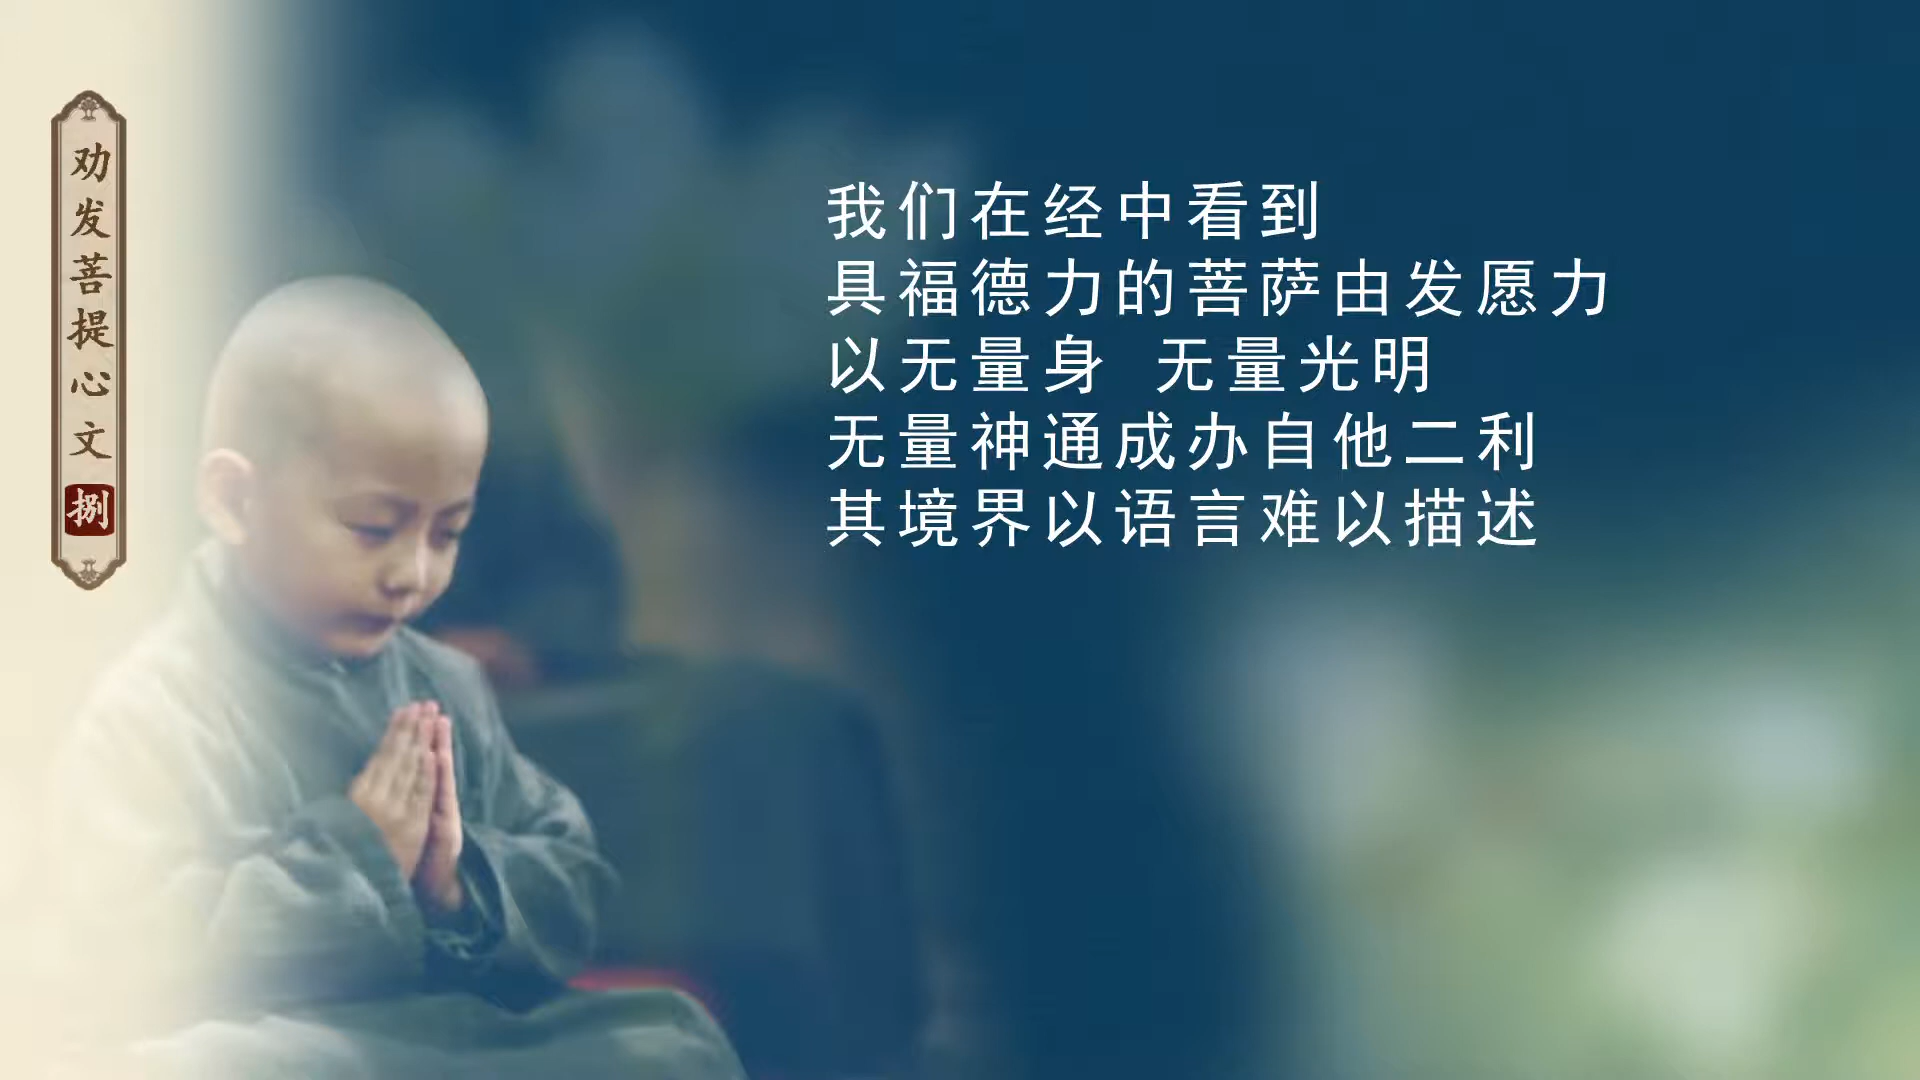 劝发菩提心文 捌
我们在经中看到
具福德力的菩萨由发愿力
以无量身 无量光明
无量神通成办自他二利
其境界以语言难以描述